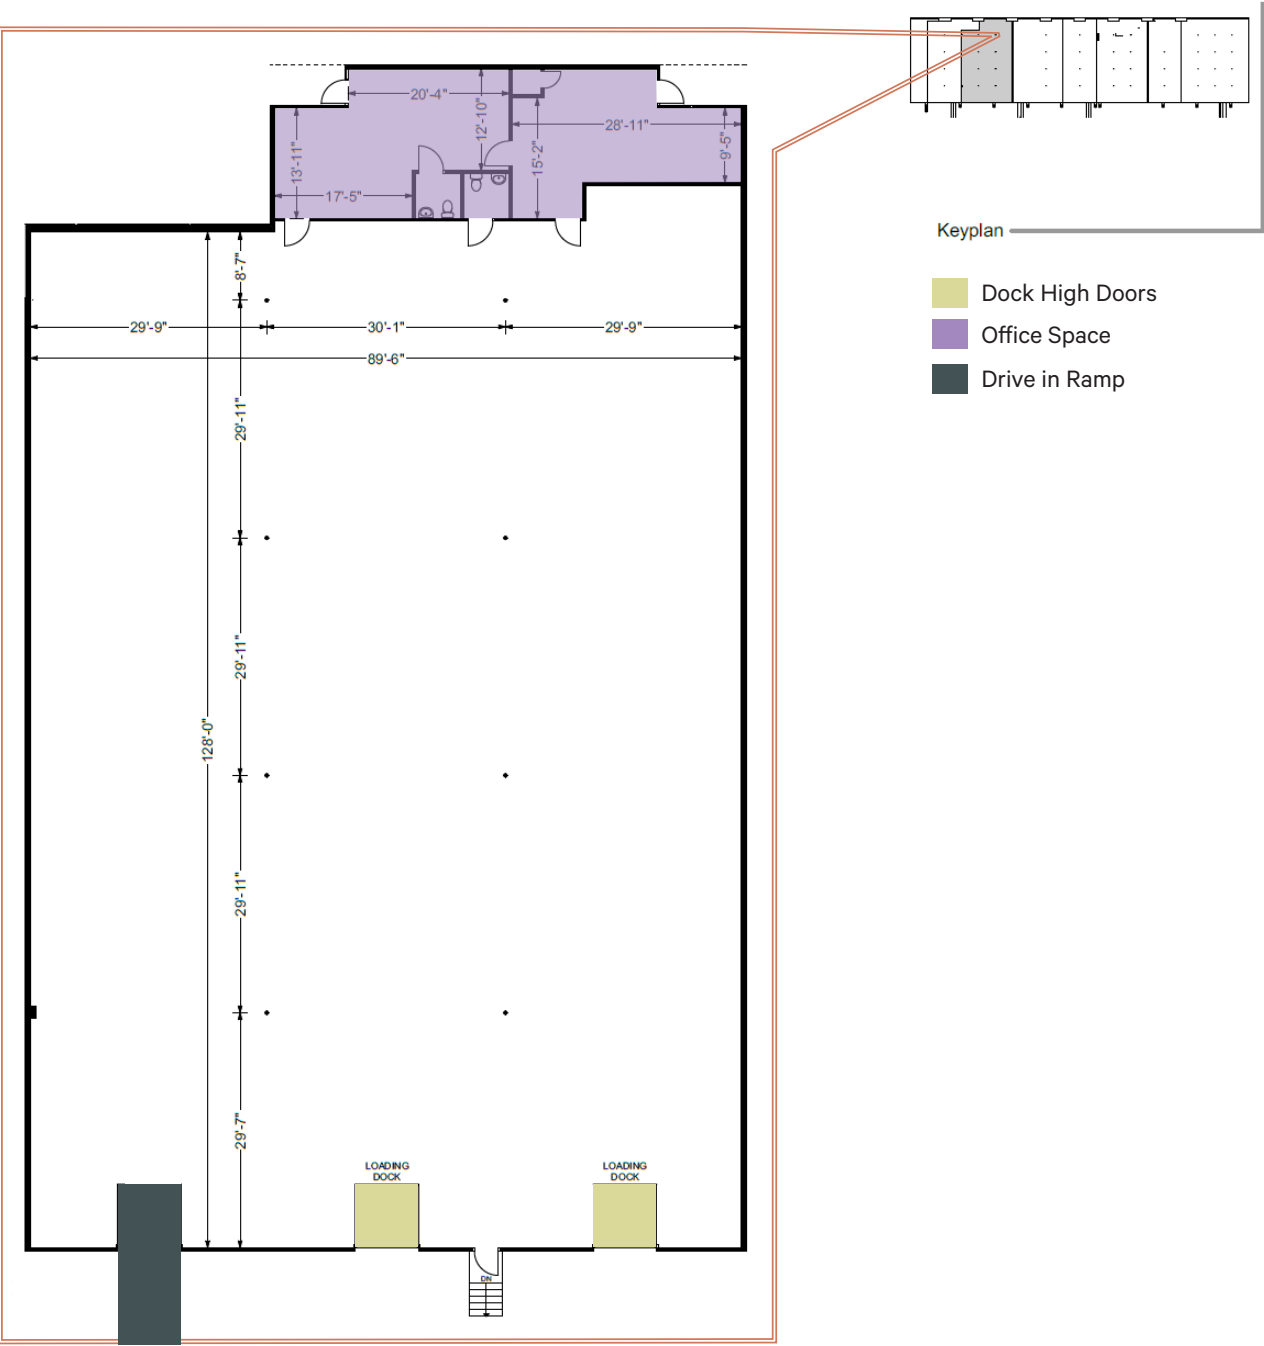 20'-4"
12'-10"
28'-11"
9'-5"
15'-2"
13'-11"
17'-5"
Keyplan
8'-7"
29'-9"
30'-1"
29'-9"
89'-6"
Dock High Doors
Office Space
Drive in Ramp
29'-11"
29'-11"
128'-0"
29'-11"
29'-7"
LOADING
DOCK
LOADING
DOCK
DN